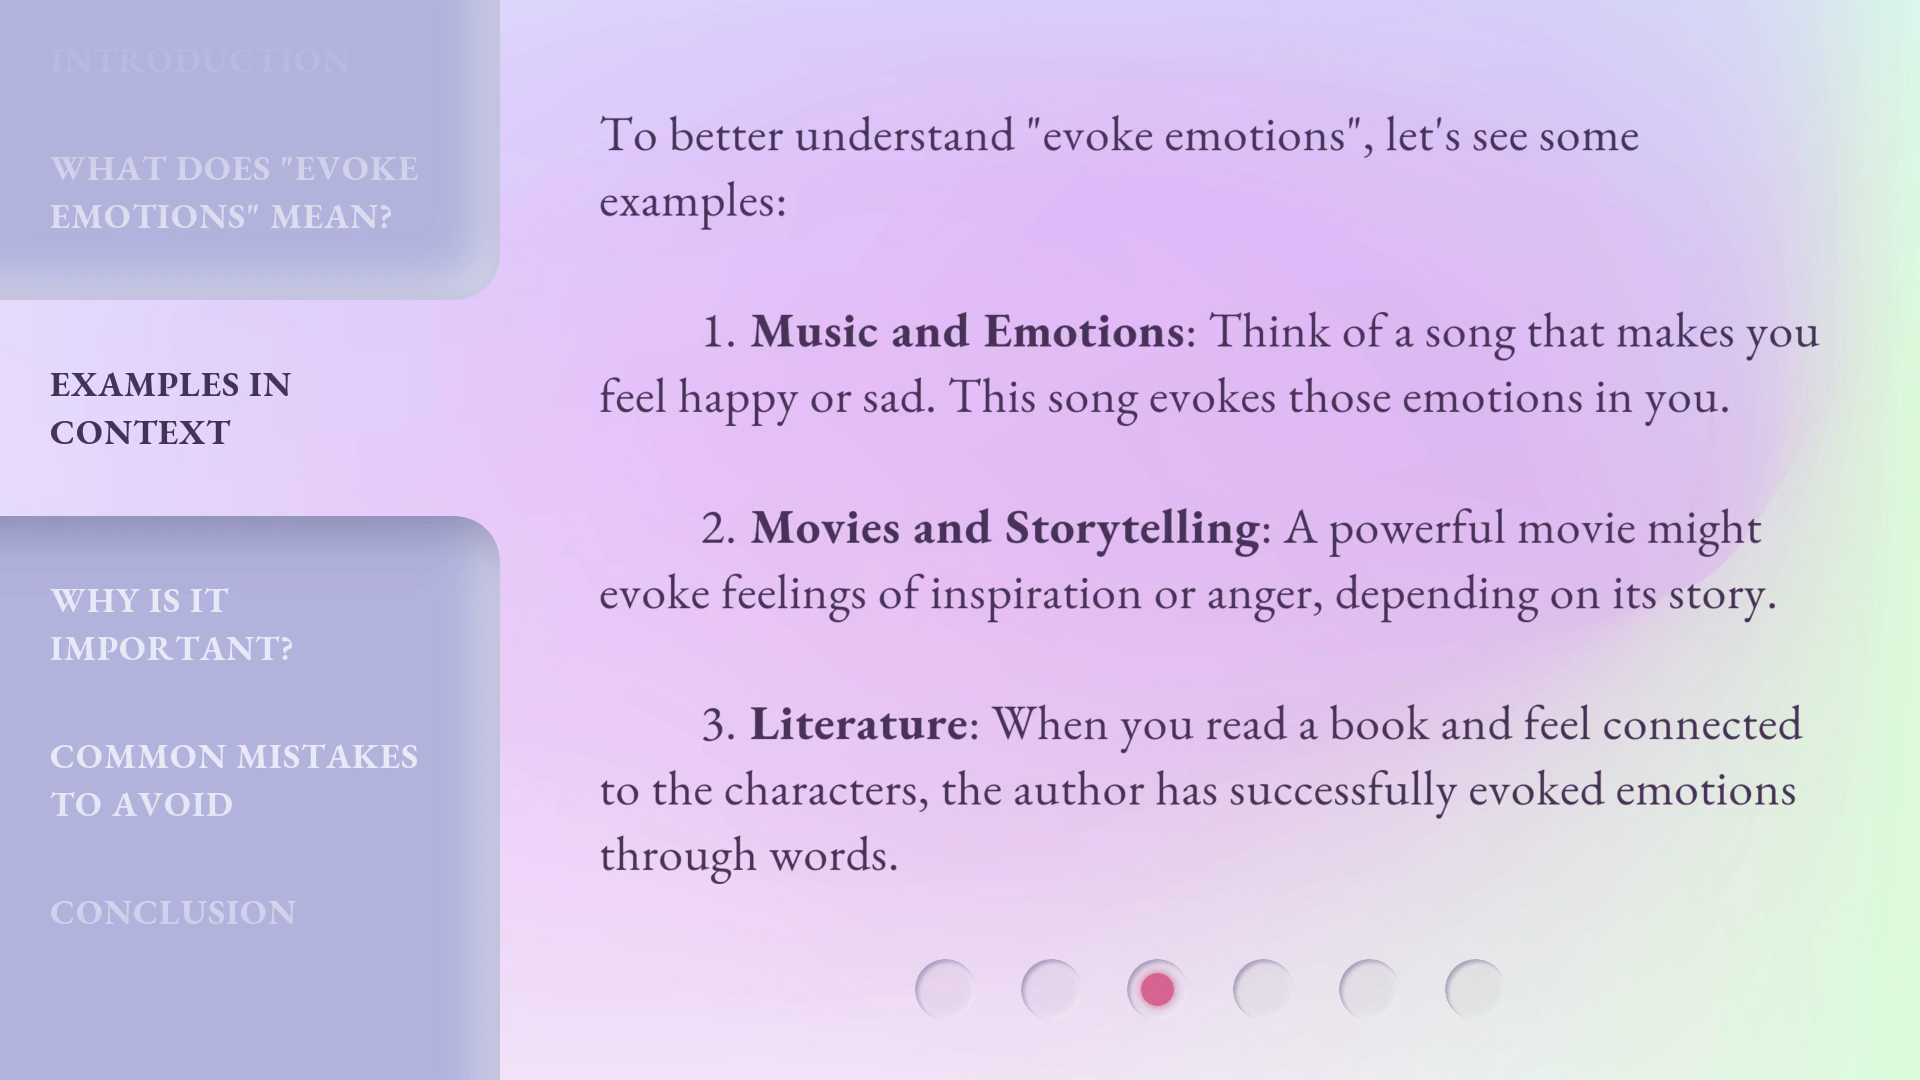 INTRODUCTION
WHAT DOES "EVOKE
EMOTIONS" MEAN?
EXAMPLES IN
CONTEXT
WHY IS IT
IMPORTANT?
COMMON MISTAKES
TO AVOID
CONCLUSION
To better understand "evoke emotions", let's see some
examples:
1. Music and Emotions: Think of a song that makes you
feel happy or sad. This song evokes those emotions in you.
2. Movies and Storytelling: A powerful movie might
evoke feelings of inspiration or anger, depending on its story.
3. Literature: When you read a book and feel connected
to the characters, the author has successfully evoked emotions
through words.